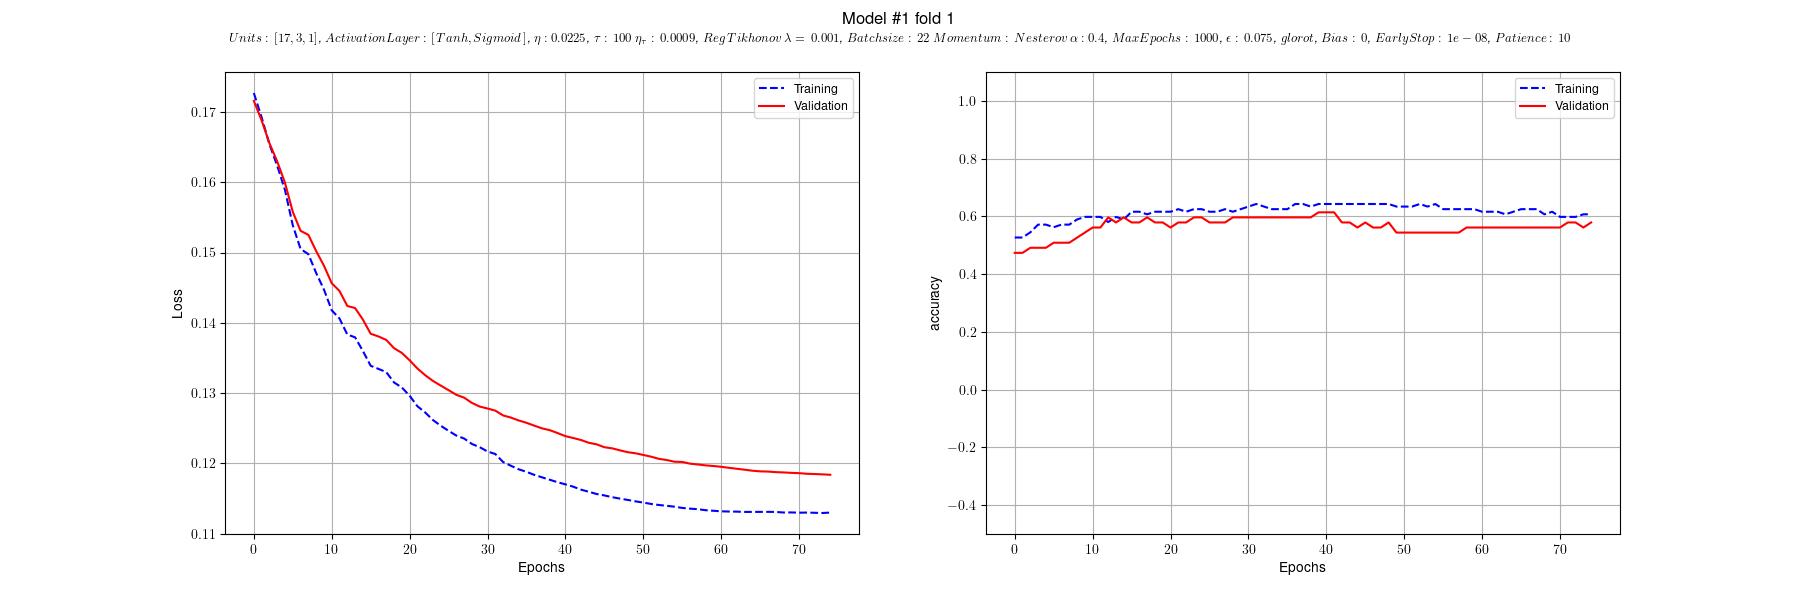 Model #1 fold 1
Units : [17, 3, 1], ActivationLayer : [Tanh, Sigmoid], η : 0.0225, τ : 100 ητ : 0.0009, RegTikhonov λ = 0.001, Batchsize : 22 Momentum : Nesterov α : 0.4, MaxEpochs : 1000, ϵ : 0.075, glorot, Bias : 0, EarlyStop : 1e − 08, Patience : 10
Training
Validation
0.17
0.16
0.15
0.14
0.13
0.12
0.11
Loss
0 10 20 30 40 50 60 70
Epochs
Training
Validation
1.0
0.8
0.6
0.4
0.2
0.0
−0.2
−0.4
accuracy
0 10 20 30 40 50 60 70
Epochs